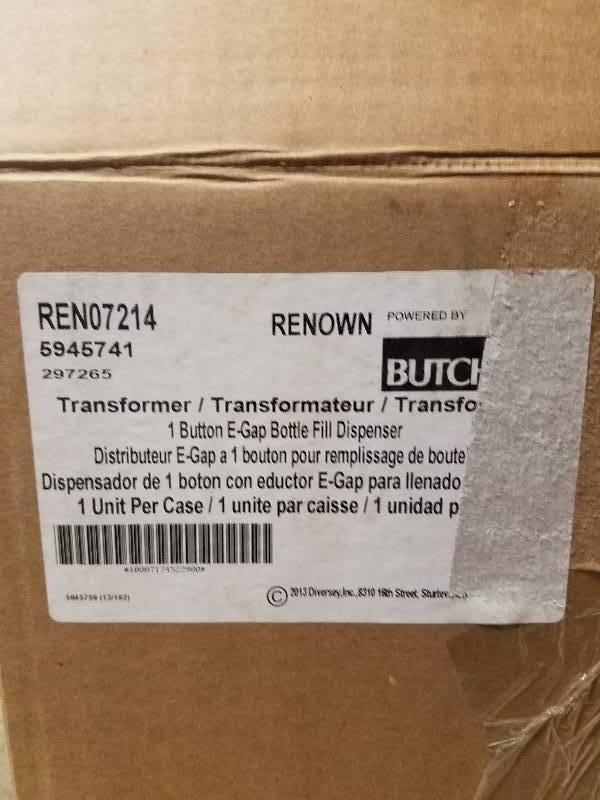 REN07214
5945741
297265
RENOWN
POWERED BY
BUTCH
Transformer / Transformateur / Transfo
1 Button E-Gap Bottle Fill Dispenser
Distributeur E-Gap a 1 bouton pour remplissage de boute
Dispensador de 1 boton con eductor E-Gap para llenado
1 Unit Per Case / 1 unite par caisse / 1 unidad p
5945759 (13/192)
© 2013 Diversey, Inc., 8310 16th Street, Sturtev